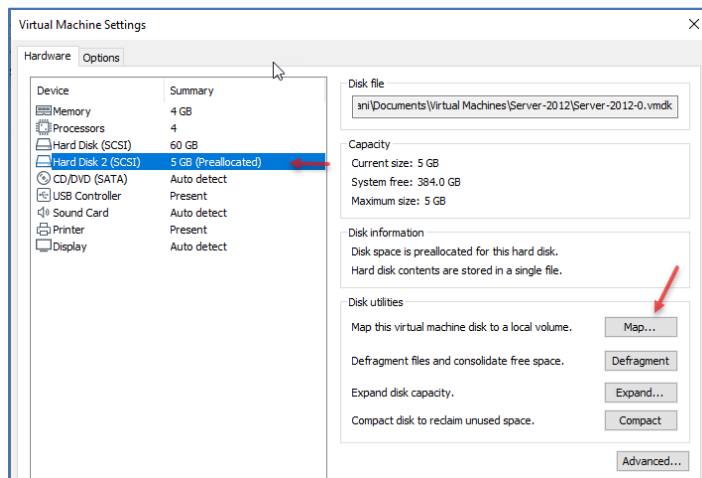 Virtual Machine Settings
Hardware Options
Device Summary
Memory 4 GB
Processors 4
Hard Disk (SCSI) 60 GB
Hard Disk 2 (SCSI) 5 GB (Preallocated)
CD/DVD (SATA) Auto detect
USB Controller Present
Sound Card Auto detect
Printer Present
Display Auto detect
Disk file
ani\Documents\Virtual Machines\Server-2012\Server-2012-0.vmdk
Capacity
Current size: 5 GB
System free: 384.0 GB
Maximum size: 5 GB
Disk information
Disk space is preallocated for this hard disk.
Hard disk contents are stored in a single file.
Disk utilities
Map this virtual machine disk to a local volume. Map...
Defragment files and consolidate free space. Defragment
Expand disk capacity. Expand...
Compact disk to reclaim unused space. Compact
Advanced...